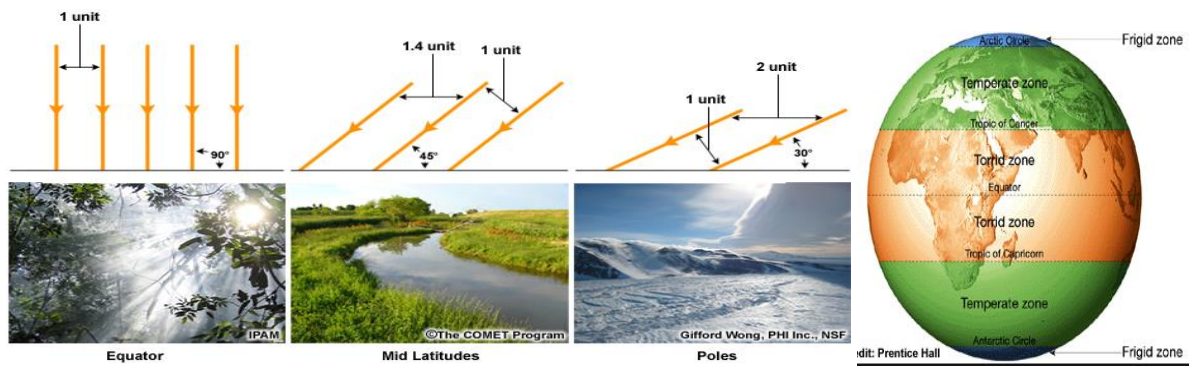 1 unit
90°
1.4 unit
1 unit
45°
1 unit
2 unit
30°
IPAM
Equator
©The COMET Program
Mid Latitudes
Gifford Wong, PHI Inc., NSF
Poles
Arctic Circle
Frigid zone
Temperate zone
Tropic of Cancer
Torrid zone
Equator
Torrid zone
Tropic of Capricorn
Temperate zone
Antarctic Circle
edit: Prentice Hall
Frigid zone